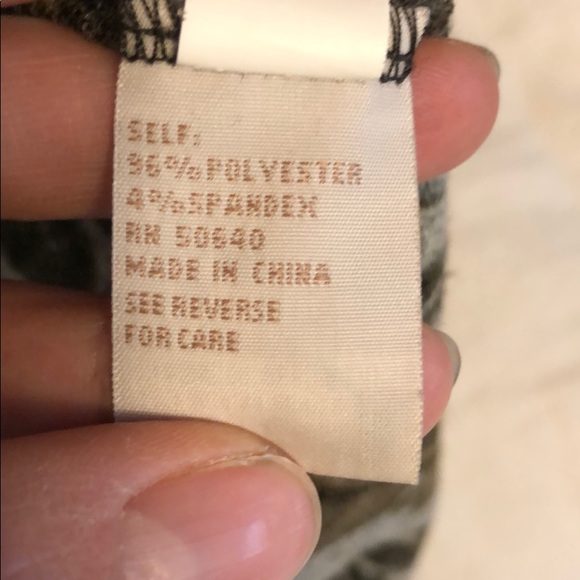 SELF:
96%POLYESTER
4%SPANDEX
RN 50640
MADE IN CHINA
SEE REVERSE
FOR CARE